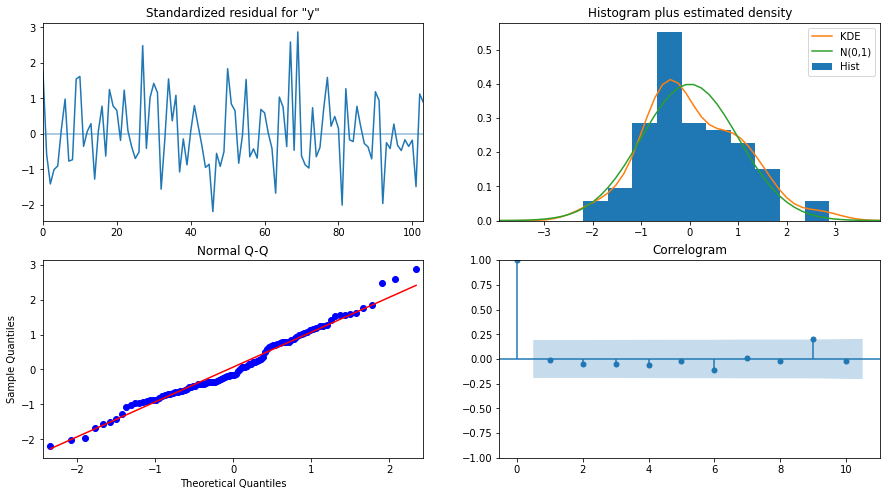 Standardized residual for "y"
3
2
1
0
−1
−2
0 20 40 60 80 100
Histogram plus estimated density
KDE
N(0,1)
Hist
0.5
0.4
0.3
0.2
0.1
0.0
−3 −2 −1 0 1 2 3
Normal Q-Q
Sample Quantiles
3
2
1
0
−1
−2
−2 −1 0 1 2
Theoretical Quantiles
Correlogram
1.00
0.75
0.50
0.25
0.00
−0.25
−0.50
−0.75
−1.00
0 2 4 6 8 10